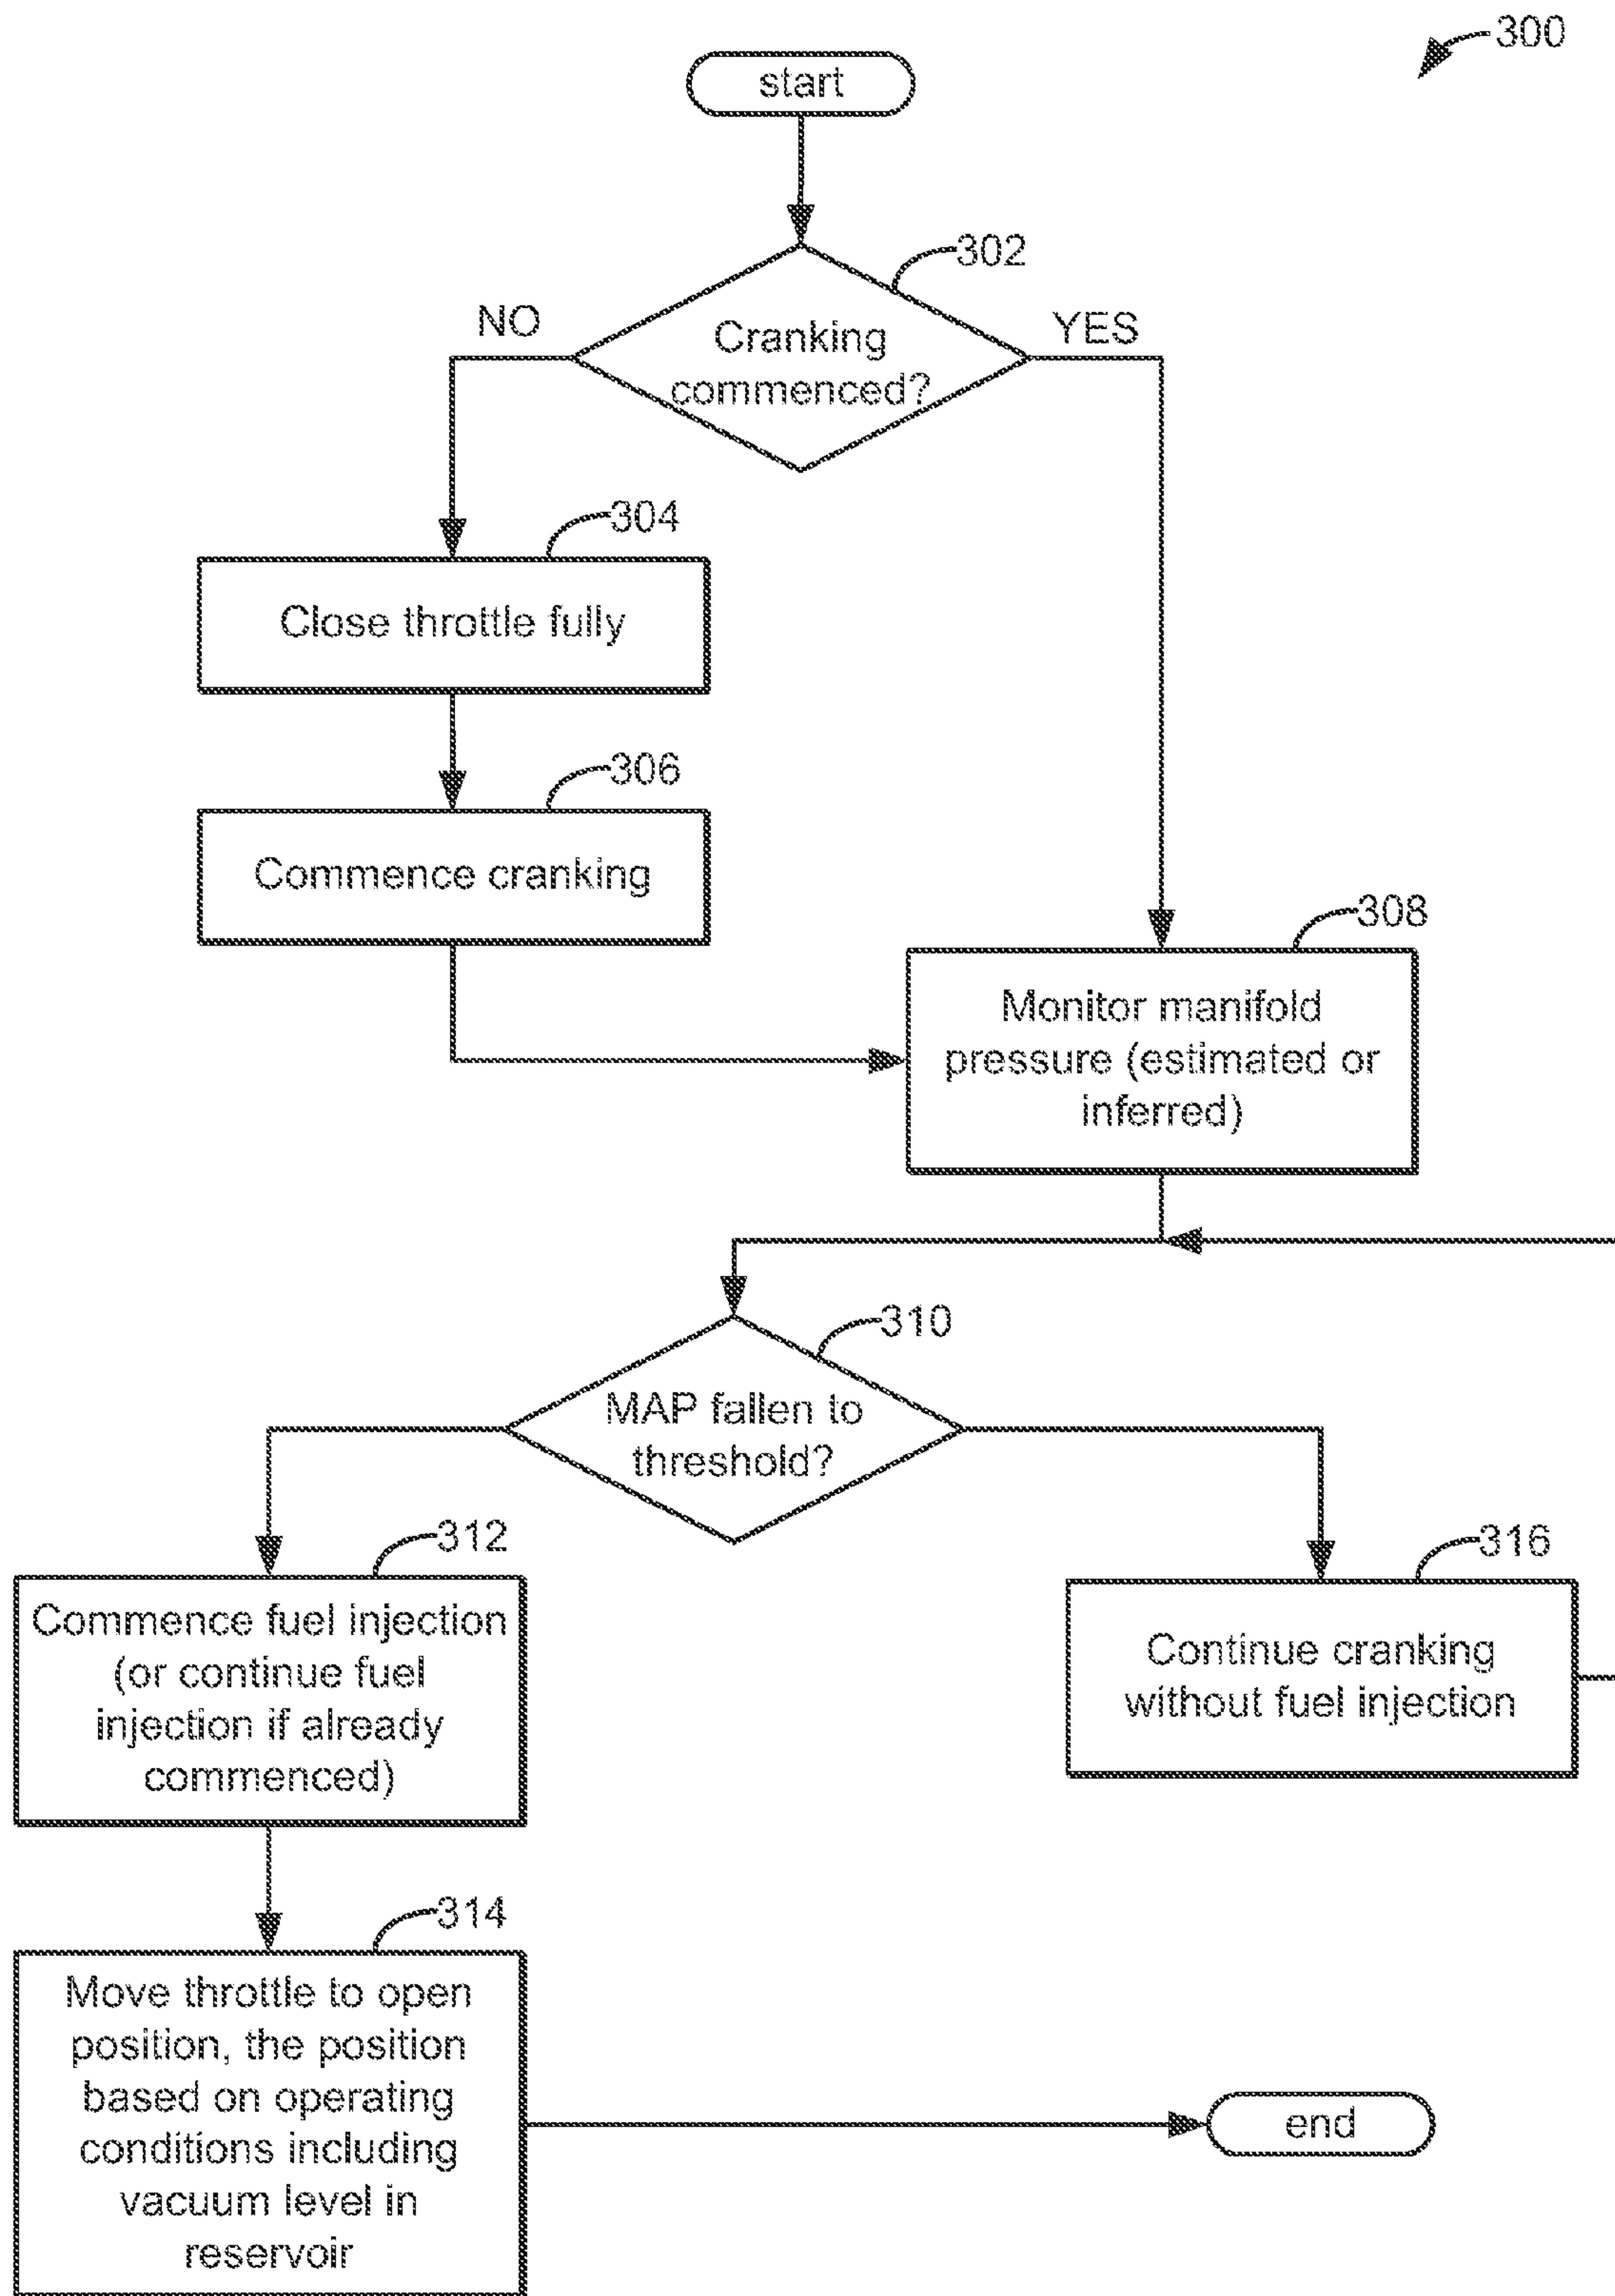 300
start
302
NO
YES
Cranking
commenced?
304
Close throttle fully
306
Commence cranking
308
Monitor manifold
pressure (estimated or
inferred)
310
MAP fallen to
threshold?
312
Commence fuel injection
(or continue fuel
injection if already
commenced)
316
Continue cranking
without fuel injection
314
Move throttle to open
position, the position
based on operating
conditions including
vacuum level in
reservoir
end